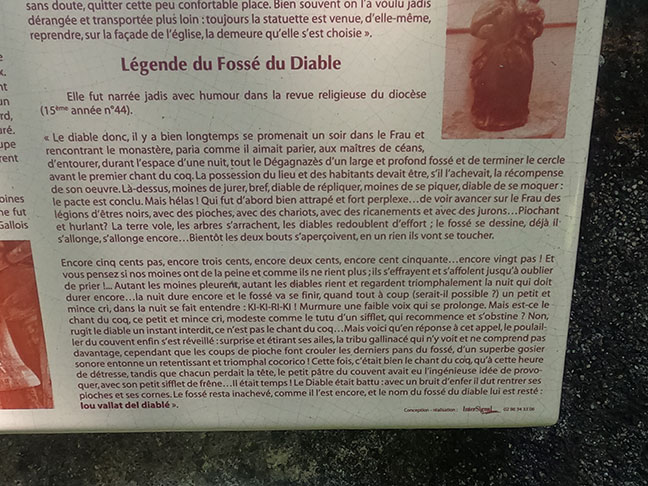 sans doute, quitter cette peu confortable place. Bien souvent on l'a voulu jadis
dérangée et transportée plus loin : toujours la statuette est venue, d'elle-même,
reprendre, sur la façade de l'église, la demeure qu'elle s'est choisie ».
Légende du Fossé du Diable
Elle fut narrée jadis avec humour dans la revue religieuse du diocèse
(15ème année n°44).
« Le diable donc, il y a bien longtemps se promenait un soir dans le Frau et
rencontrant le monastère, paria comme il aimait parier, aux maîtres de céans,
d'entourer, durant l'espace d'une nuit, tout le Dégagnazès d'un large et profond fossé et de terminer le cercle
avant le premier chant du coq. La possession du lieu et des habitants devait être, s'il l'achevait, la récompense
de son oeuvre. Là-dessus, moines de jurer, bref, diable de répliquer, moines de se piquer, diable de se moquer :
le pacte est conclu. Mais hélas ! Qui fut d'abord bien attrapé et fort perplexe…de voir avancer sur le Frau des
légions d'êtres noirs, avec des pioches, avec des chariots, avec des ricanements et avec des jurons…Piochant
et hurlant? La terre vole, les arbres s'arrachent, les diables redoublent d'effort ; le fossé se dessine, déjà il
s'allonge, s'allonge encore…Bientôt les deux bouts s'aperçoivent, en un rien ils vont se toucher.
Encore cinq cents pas, encore trois cents, encore deux cents, encore cent cinquante…encore vingt pas ! Et
vous pensez si nos moines ont de la peine et comme ils ne rient plus ; ils s'effrayent et s'affolent jusqu'à oublier
de prier !... Autant les moines pleurent, autant les diables rient et regardent triomphalement la nuit qui doit
durer encore…la nuit dure encore et le fossé va se finir, quand tout à coup (serait-il possible ?) un petit et
mince cri, dans la nuit se fait entendre : KI-KI-RI-KI ! Murmure une faible voix qui se prolonge. Mais est-ce le
chant du coq, ce petit et mince cri, modeste comme le tutu d'un sifflet, qui recommence et s'obstine ? Non,
rugit le diable un instant interdit, ce n'est pas le chant du coq…Mais voici qu'en réponse à cet appel, le poulail-
ler du couvent enfin s'est réveillé : surprise et étirant ses ailes, la tribu gallinacé qui n'y voit et ne comprend pas
davantage, cependant que les coups de pioche font crouler les derniers pans du fossé, d'un superbe gosier
sonore entonne un retentissant et triomphal cocorico ! Cette fois, c'était bien le chant du coq, qu'à cette heure
de détresse, tandis que chacun perdait la tête, le petit pâtre du couvent avait eu l'ingénieuse idée de provo-
quer, avec son petit sifflet de frêne…Il était temps ! Le Diable était battu : avec un bruit d'enfer il dut rentrer ses
pioches et ses cornes. Le fossé resta inachevé, comme il l'est encore, et le nom du fossé du diable lui est resté :
lou vallat del diablé ».
Conception - réalisation : InterSignal
moines
ne fut
Gallois